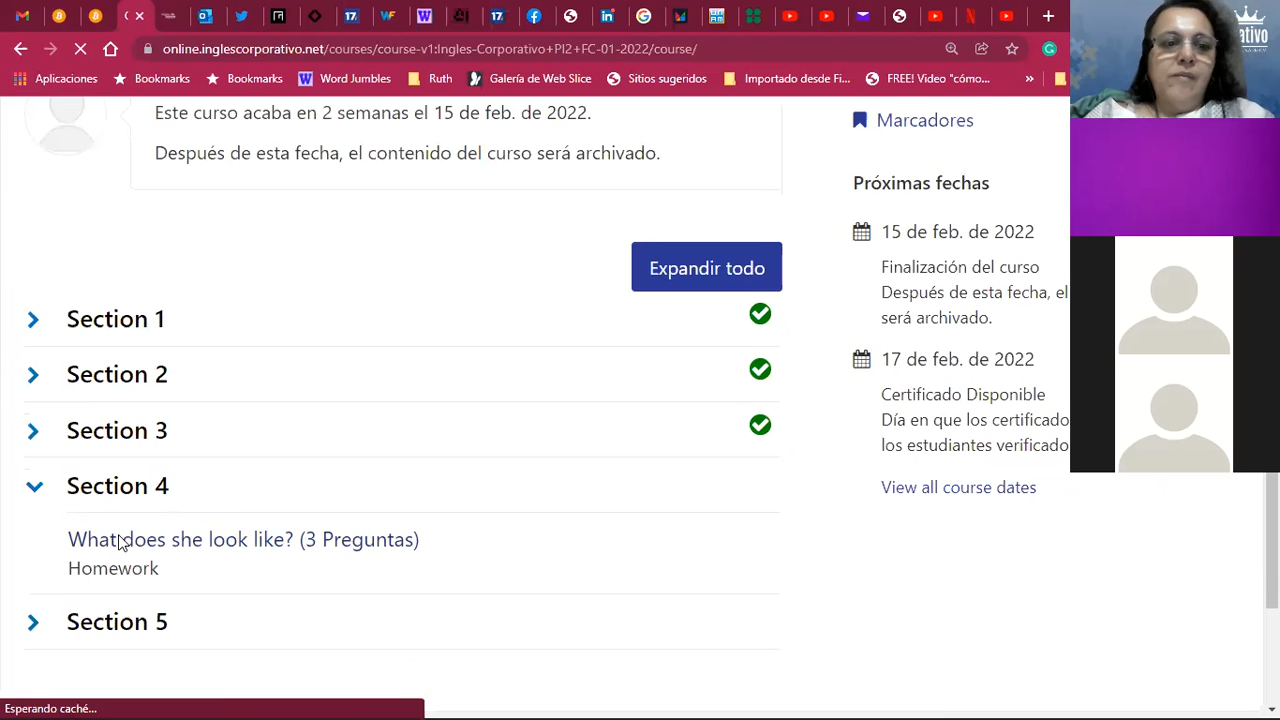 online.inglescorporativo.net/courses/course-v1:Ingles-Corporativo+PI2+FC-01-2022/course/
Aplicaciones
Bookmarks
Bookmarks
Word Jumbles
Ruth
Galería de Web Slice
Sitios sugeridos
Importado desde Fi...
FREE! Video "cómo...
»
ativo
Este curso acaba en 2 semanas el 15 de feb. de 2022.
Después de esta fecha, el contenido del curso será archivado.
Marcadores
Próximas fechas
15 de feb. de 2022
Finalización del curso
Después de esta fecha, el
será archivado.
17 de feb. de 2022
Certificado Disponible
Día en que los certificado
los estudiantes verificado
View all course dates
Expandir todo
Section 1
Section 2
Section 3
Section 4
What does she look like? (3 Preguntas)
Homework
Section 5
Esperando caché...